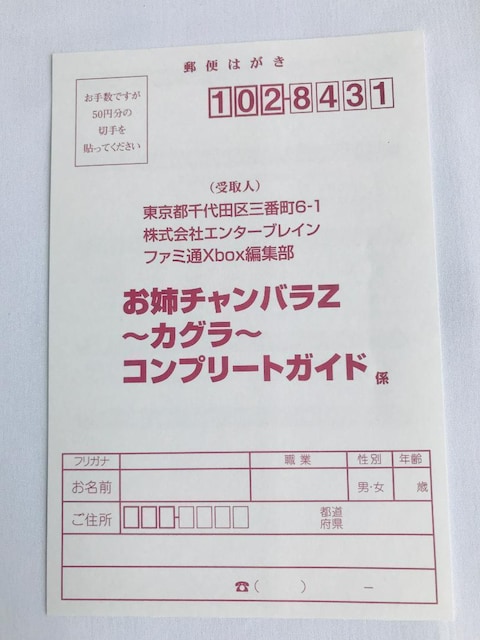 郵便はがき
お手数ですが
50円分の
切手を
貼ってください
102-8431
（受取人）
東京都千代田区三番町6-1
株式会社エンターブレイン
ファミ通Xbox編集部
お姉チャンバラZ
～カグラ～
コンプリートガイド 係
フリガナ 職業 性別 年齢
お名前 男・女 歳
ご住所 都道
府県
☎（ ） －